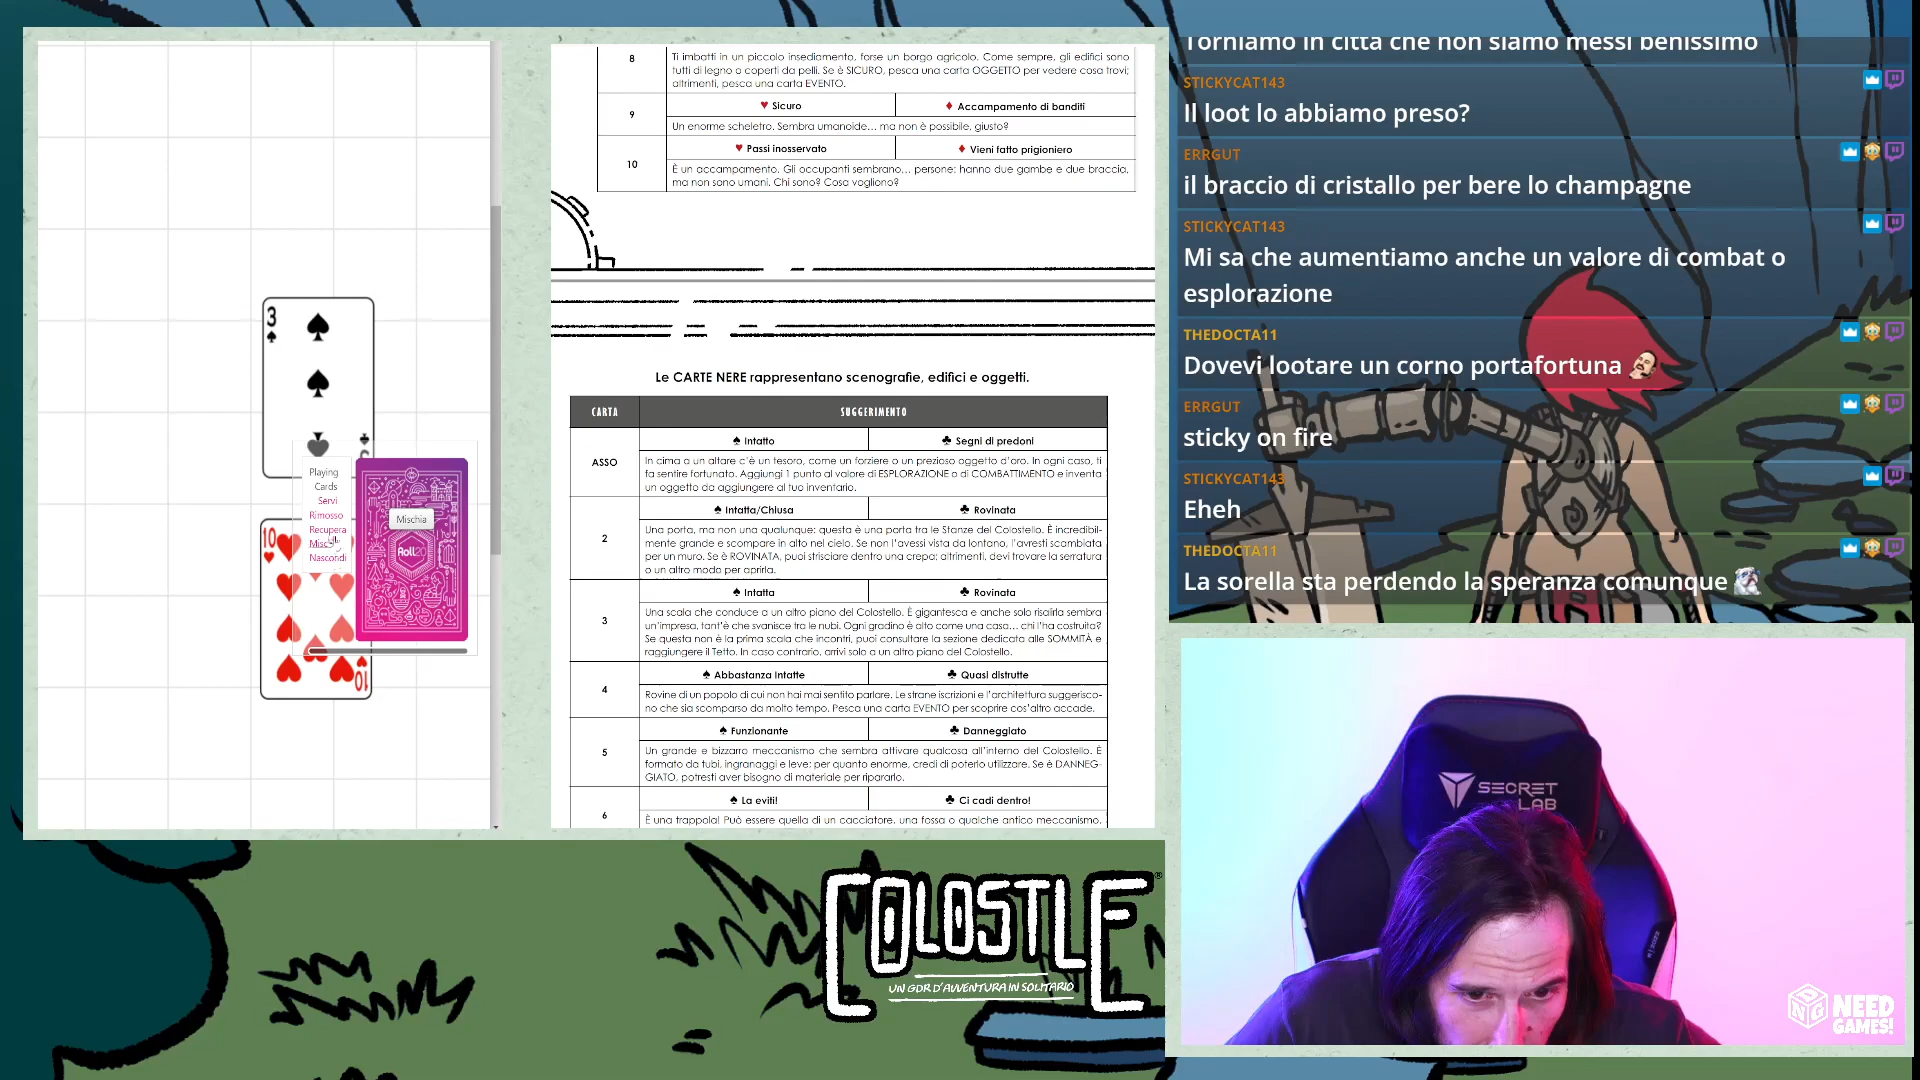 3
10
10
Playing
Cards
Servi
Rimosso
Recupera
Nascondi
Mischia
Roll20
8
Ti imbatti in un piccolo insediamento, forse un borgo agricolo. Come sempre, gli edifici sono
tutti di legno o coperti da pelli. Se è SICURO, pesca una carta OGGETTO per vedere cosa trovi;
altrimenti, pesca una carta EVENTO.
9
♥ Sicuro
♦ Accampamento di banditi
Un enorme scheletro. Sembra umanoide... ma non è possibile, giusto?
10
♥ Passi inosservato
♦ Vieni fatto prigioniero
È un accampamento. Gli occupanti sembrano... persone: hanno due gambe e due braccia,
ma non sono umani. Chi sono? Cosa vogliono?
Le CARTE NERE rappresentano scenografie, edifici e oggetti.
CARTA
SUGGERIMENTO
ASSO
♠ Intatto
♣ Segni di predoni
In cima a un altare c'è un tesoro, come un forziere o un prezioso oggetto d'oro. In ogni caso, ti
fa sentire fortunato. Aggiungi 1 punto al valore di ESPLORAZIONE o di COMBATTIMENTO e inventa
un oggetto da aggiungere al tuo inventario.
2
♠ Intatta/Chiusa
♣ Rovinata
Una porta, ma non una qualunque: questa è una porta tra le Stanze del Colostello. È incredibil-
mente grande e scompare in alto nel cielo. Se non l'avessi vista da lontano, l'avresti scambiata
per un muro. Se è ROVINATA, puoi strisciare dentro una crepa; altrimenti, devi trovare la serratura
o un altro modo per aprirla.
3
♠ Intatta
♣ Rovinata
Una scala che conduce a un altro piano del Colostello. È gigantesca e anche solo risalirla sembra
un'impresa, tant'è che svanisce tra le nubi. Ogni gradino è alto come una casa... chi l'ha costruita?
Se questa non è la prima scala che incontri, puoi consultare la sezione dedicata alle SOMMITÀ e
raggiungere il Tetto. In caso contrario, arrivi solo a un altro piano del Colostello.
4
♠ Abbastanza intatte
♣ Quasi distrutte
Rovine di un popolo di cui non hai mai sentito parlare. Le strane iscrizioni e l'architettura suggerisco-
no che sia scomparso da molto tempo. Pesca una carta EVENTO per scoprire cos'altro accade.
5
♠ Funzionante
♣ Danneggiato
Un grande e bizzarro meccanismo che sembra attivare qualcosa all'interno del Colostello. È
formato da tubi, ingranaggi e leve; per quanto enorme, credi di poterlo utilizzare. Se è DANNEG-
GIATO, potresti aver bisogno di materiale per ripararlo.
6
♠ La eviti!
♣ Ci cadi dentro!
È una trappola! Può essere quella di un cacciatore, una fossa o qualche antico meccanismo.
Torniamo in città che non siamo messi benissimo
STICKYCAT143
Il loot lo abbiamo preso?
ERRGUT
il braccio di cristallo per bere lo champagne
STICKYCAT143
Mi sa che aumentiamo anche un valore di combat o
esplorazione
THEDOCTA11
Dovevi lootare un corno portafortuna
ERRGUT
sticky on fire
STICKYCAT143
Eheh
THEDOCTA11
La sorella sta perdendo la speranza comunque
SECRET
LAB
COLOSTLE®
UN GDR D'AVVENTURA IN SOLITARIO
NEED
GAMES!